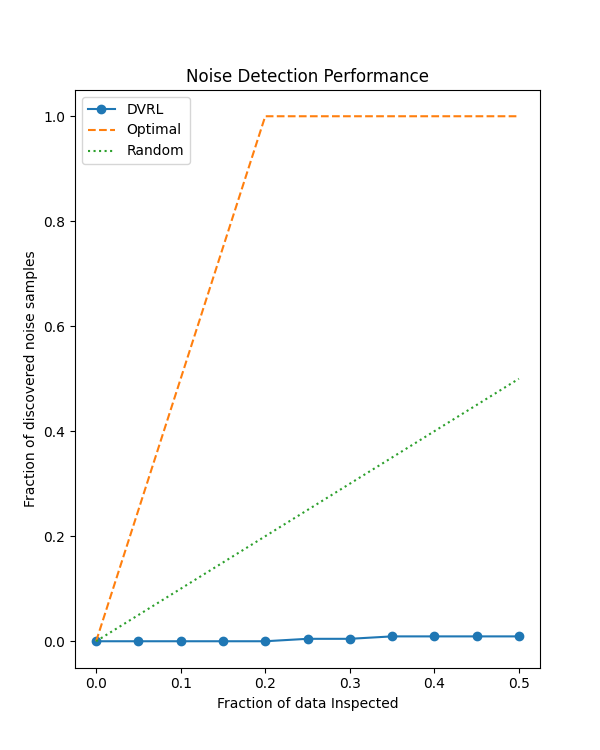 Noise Detection Performance
DVRL
Optimal
Random
1.0
0.8
0.6
0.4
0.2
0.0
Fraction of discovered noise samples
0.0 0.1 0.2 0.3 0.4 0.5
Fraction of data Inspected